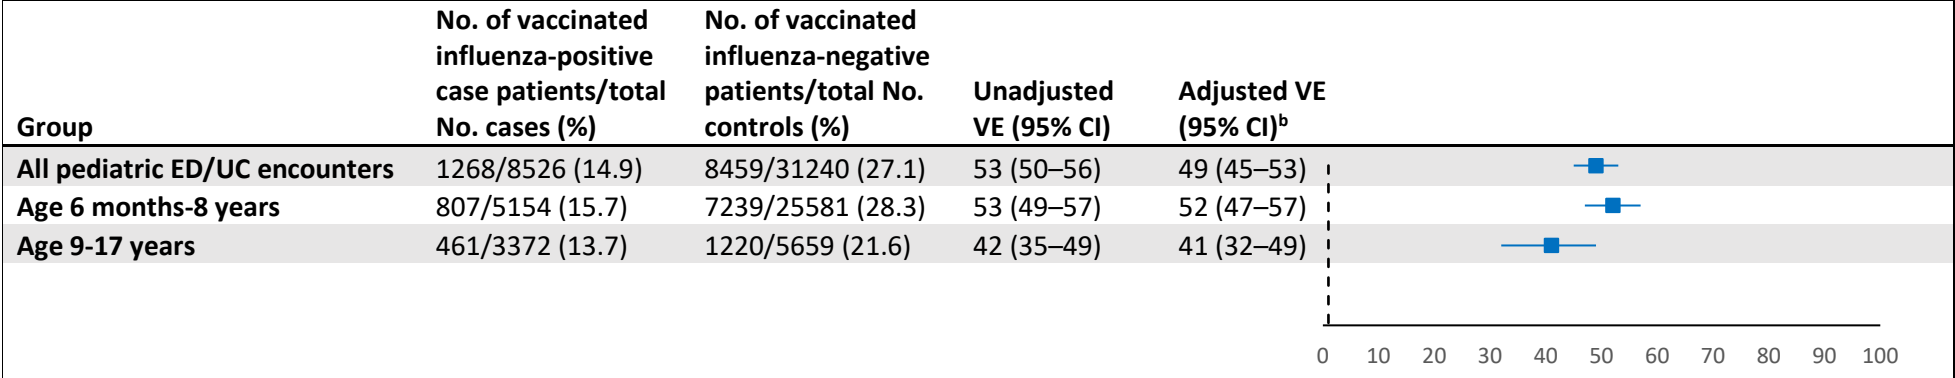 Group
No. of vaccinated
influenza-positive
case patients/total
No. cases (%)
No. of vaccinated
influenza-negative
patients/total No.
controls (%)
Unadjusted
VE (95% CI)
Adjusted VE
(95% CI)ᵇ
All pediatric ED/UC encounters 1268/8526 (14.9) 8459/31240 (27.1) 53 (50–56) 49 (45–53)
Age 6 months-8 years 807/5154 (15.7) 7239/25581 (28.3) 53 (49–57) 52 (47–57)
Age 9-17 years 461/3372 (13.7) 1220/5659 (21.6) 42 (35–49) 41 (32–49)
0 10 20 30 40 50 60 70 80 90 100